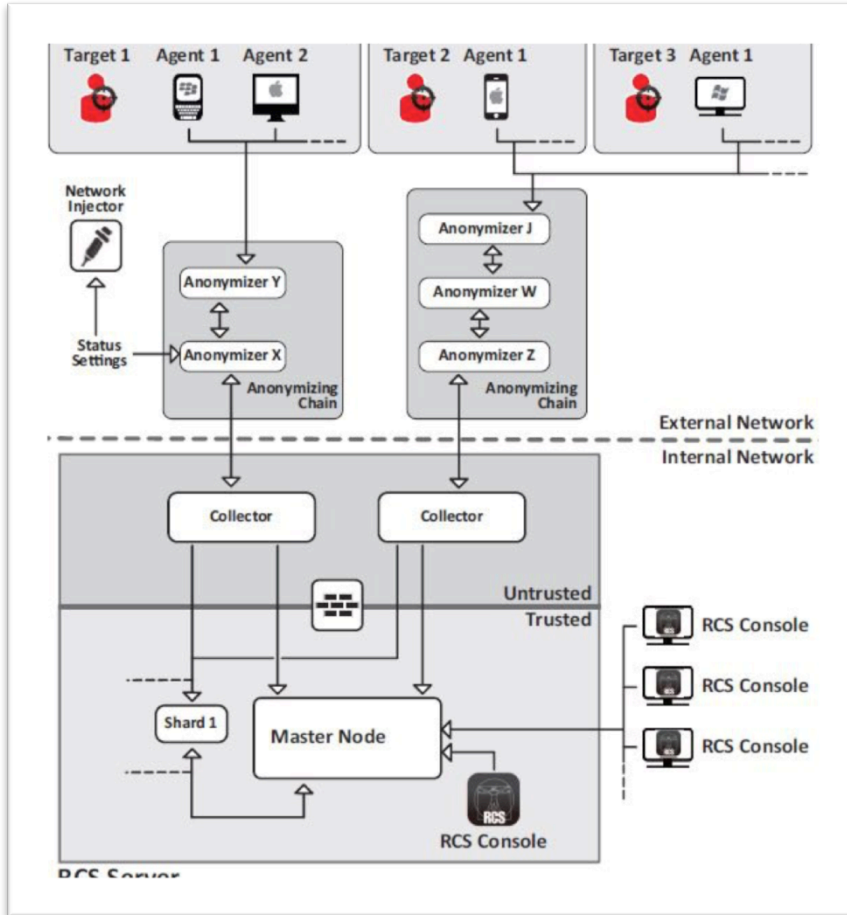 Target 1 Agent 1 Agent 2
Target 2 Agent 1
Target 3 Agent 1
Network
Injector
Anonymizer J
Anonymizer Y
Anonymizer W
Status
Settings
Anonymizer X
Anonymizer Z
Anonymizing
Chain
Anonymizing
Chain
External Network
Internal Network
Collector
Collector
Untrusted
Trusted
RCS Console
RCS Console
RCS Console
Shard 1
Master Node
RCS
RCS Console
RCS Server